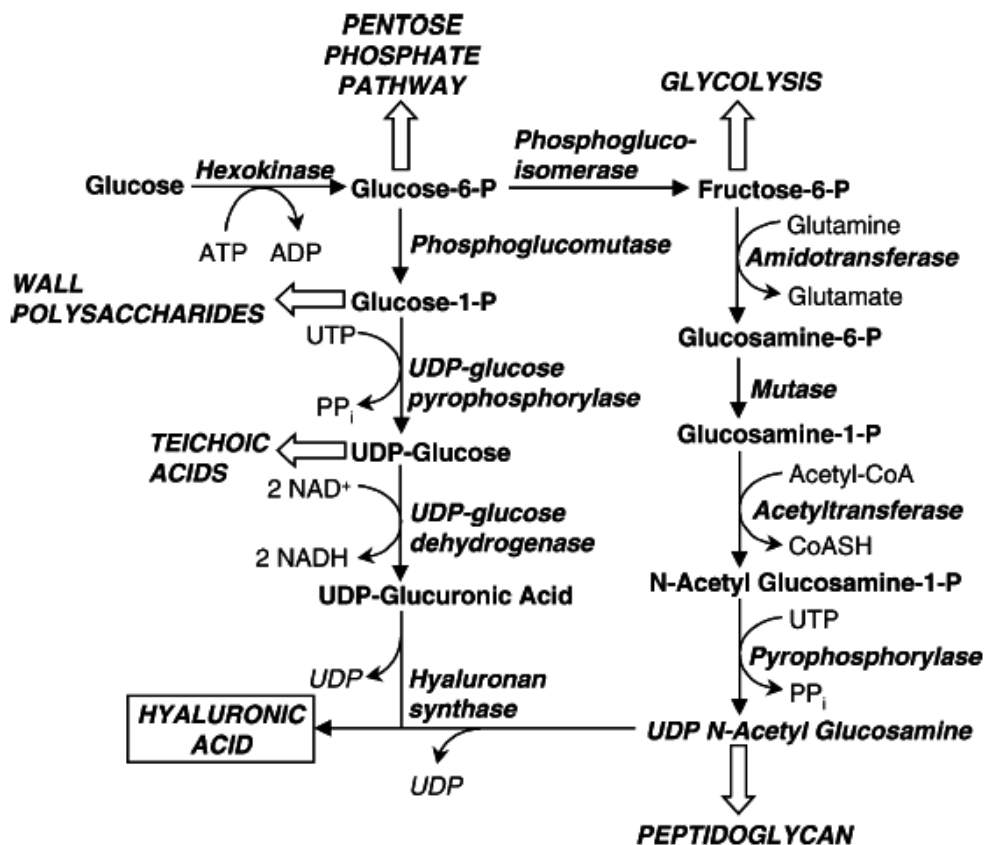 PENTOSE
PHOSPHATE
PATHWAY
GLYCOLYSIS
Hexokinase
Phosphogluco-
isomerase
Glucose
Glucose-6-P
Fructose-6-P
ATP
ADP
Phosphoglucomutase
Glutamine
Amidotransferase
Glutamate
WALL
POLYSACCHARIDES
Glucose-1-P
UTP
UDP-glucose
pyrophosphorylase
PPi
Glucosamine-6-P
Mutase
Glucosamine-1-P
TEICHOIC
ACIDS
UDP-Glucose
2 NAD+
UDP-glucose
dehydrogenase
2 NADH
Acetyl-CoA
Acetyltransferase
CoASH
UDP-Glucuronic Acid
N-Acetyl Glucosamine-1-P
UTP
Pyrophosphorylase
PPi
UDP
Hyaluronan
synthase
HYALURONIC
ACID
UDP N-Acetyl Glucosamine
UDP
PEPTIDOGLYCAN